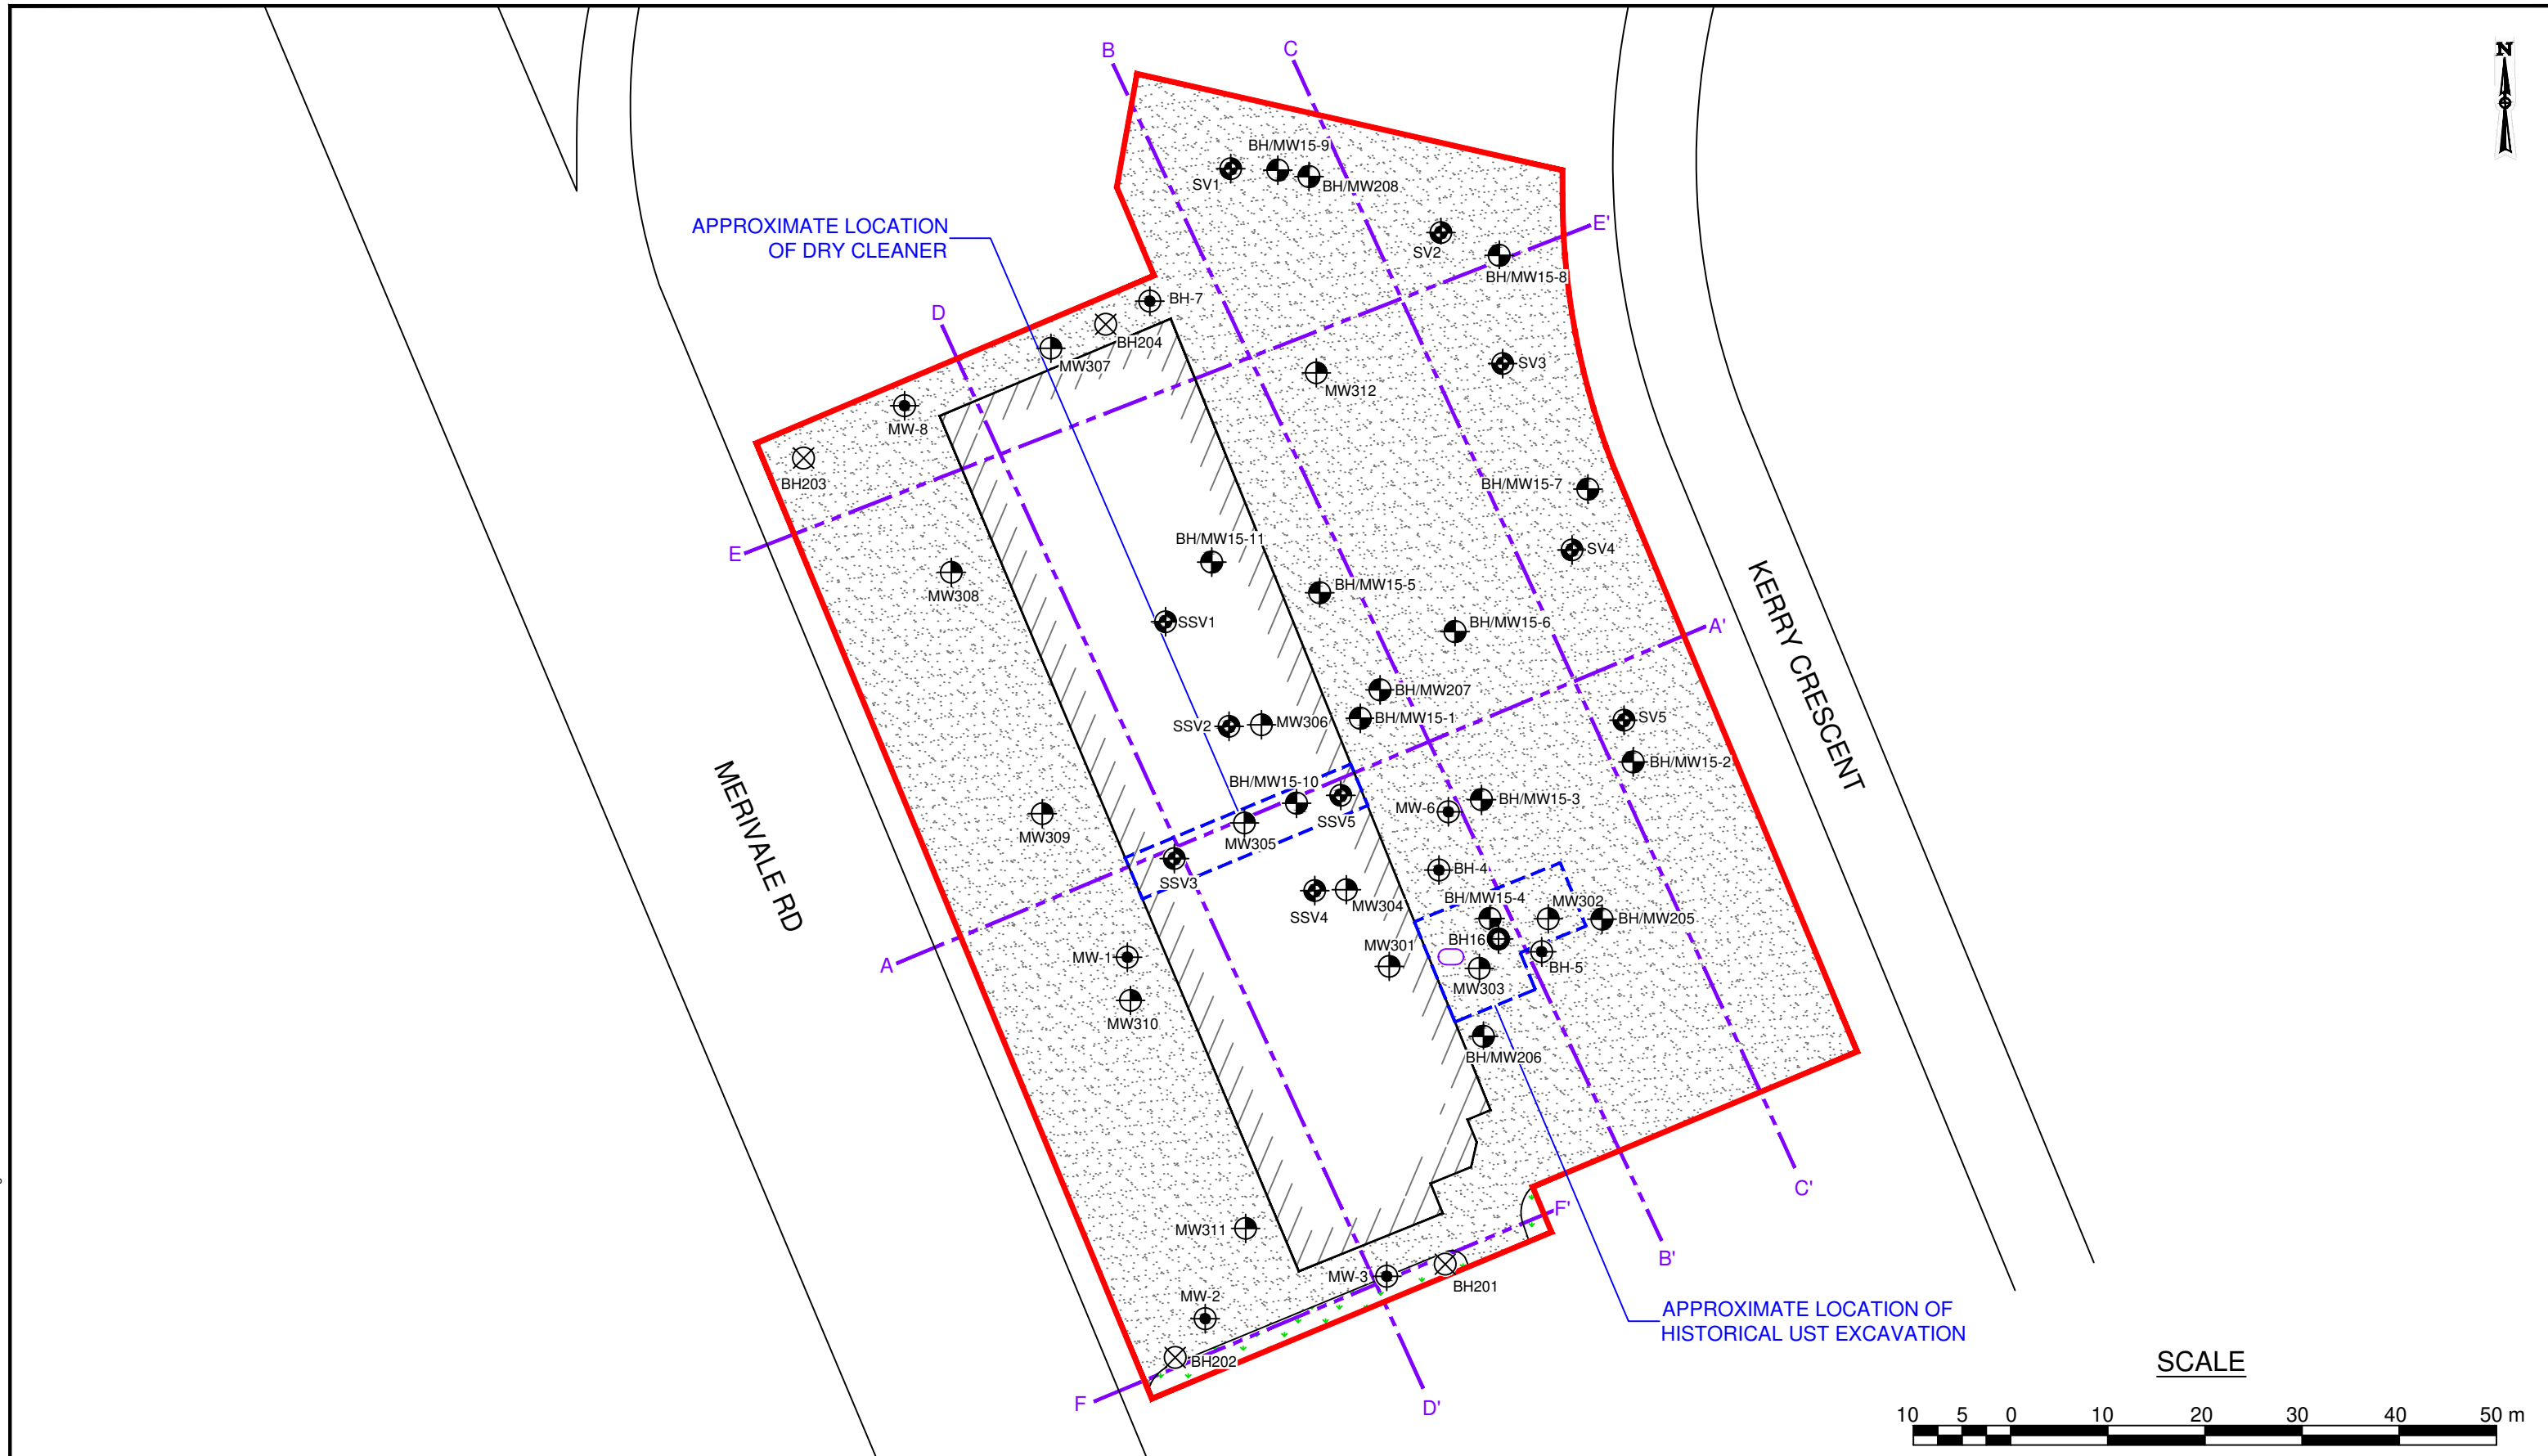 B
C
N
BH/MW15-9
SV1
BH/MW208
APPROXIMATE LOCATION
OF DRY CLEANER
E'
SV2
BH/MW15-8
BH-7
D
BH204
MW307
SV3
MW312
MW-8
BH203
BH/MW15-7
E
BH/MW15-11
SV4
MW308
BH/MW15-5
KERRY CRESCENT
SSV1
BH/MW15-6
A'
BH/MW207
BH/MW15-1
SV5
SSV2
MW306
BH/MW15-2
MERIVALE RD
BH/MW15-10
BH/MW15-3
MW-6
SSV5
MW309
MW305
BH-4
SSV3
BH/MW15-4
MW302
MW304
SSV4
BH/MW205
BH16
MW301
MW-1
A
BH-5
MW303
MW310
BH/MW206
C'
F'
MW311
B'
MW-3
BH201
MW-2
APPROXIMATE LOCATION OF
HISTORICAL UST EXCAVATION
BH202
SCALE
F
D'
10 5 0 10 20 30 40 50 m